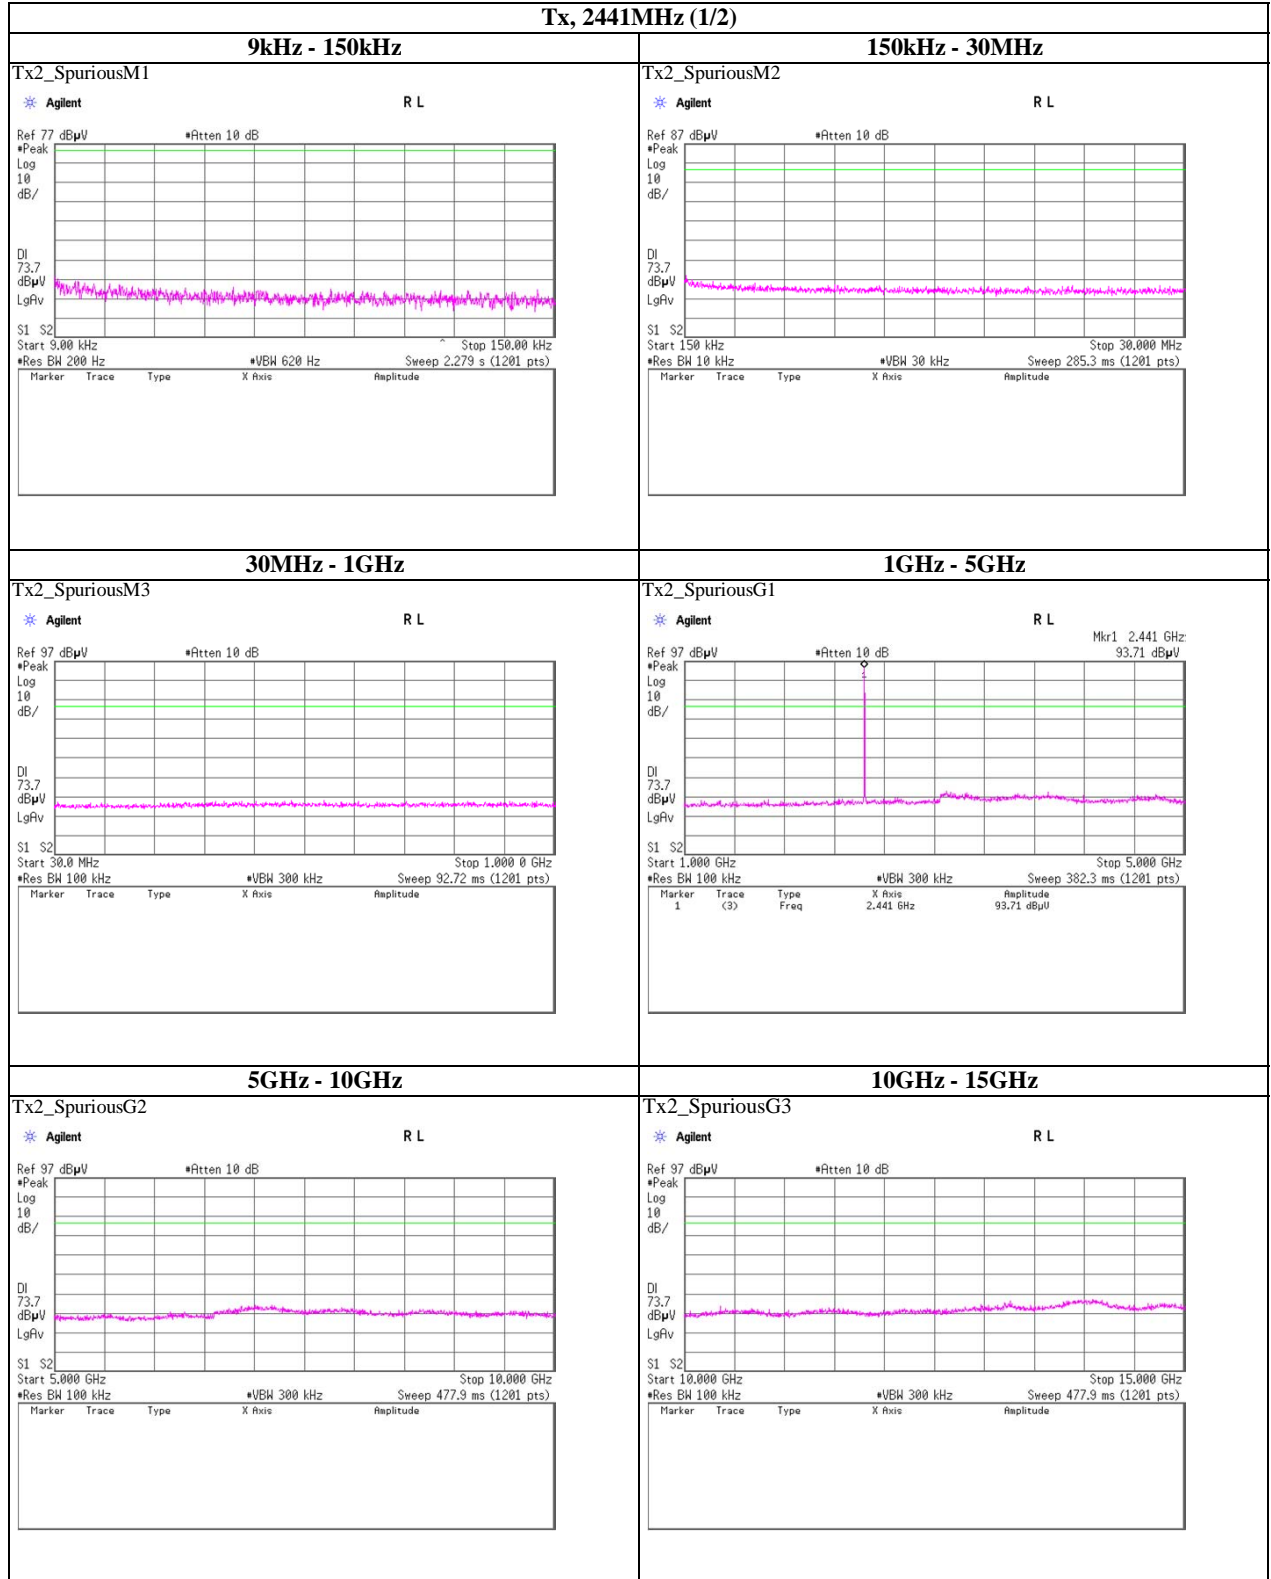 Tx, 2441MHz (1/2)
9kHz - 150kHz
150kHz - 30MHz
Tx2_SpuriousM1
Agilent
R L
Ref 77 dBµV
#Atten 10 dB
#Peak
Log
10
dB/
DI
73.7
dBµV
LgAv
S1 S2
Start 9.00 kHz
^
Stop 150.00 kHz
#Res BW 200 Hz
#VBW 620 Hz
Sweep 2.279 s (1201 pts)
Marker Trace Type X Axis Amplitude
Tx2_SpuriousM2
Agilent
R L
Ref 87 dBµV
#Atten 10 dB
#Peak
Log
10
dB/
DI
73.7
dBµV
LgAv
S1 S2
Start 150 kHz
Stop 30.000 MHz
#Res BW 10 kHz
#VBW 30 kHz
Sweep 285.3 ms (1201 pts)
Marker Trace Type X Axis Amplitude
30MHz - 1GHz
1GHz - 5GHz
Tx2_SpuriousM3
Agilent
R L
Ref 97 dBµV
#Atten 10 dB
#Peak
Log
10
dB/
DI
73.7
dBµV
LgAv
S1 S2
Start 30.0 MHz
Stop 1.000 0 GHz
#Res BW 100 kHz
#VBW 300 kHz
Sweep 92.72 ms (1201 pts)
Marker Trace Type X Axis Amplitude
Tx2_SpuriousG1
Agilent
R L
Mkr1 2.441 GHz
Ref 97 dBµV
#Atten 10 dB
93.71 dBµV
#Peak
Log
10
dB/
1
DI
73.7
dBµV
LgAv
S1 S2
Start 1.000 GHz
Stop 5.000 GHz
#Res BW 100 kHz
#VBW 300 kHz
Sweep 382.3 ms (1201 pts)
Marker Trace Type X Axis Amplitude
1 (3) Freq 2.441 GHz 93.71 dBµV
5GHz - 10GHz
10GHz - 15GHz
Tx2_SpuriousG2
Agilent
R L
Ref 97 dBµV
#Atten 10 dB
#Peak
Log
10
dB/
DI
73.7
dBµV
LgAv
S1 S2
Start 5.000 GHz
Stop 10.000 GHz
#Res BW 100 kHz
#VBW 300 kHz
Sweep 477.9 ms (1201 pts)
Marker Trace Type X Axis Amplitude
Tx2_SpuriousG3
Agilent
R L
Ref 97 dBµV
#Atten 10 dB
#Peak
Log
10
dB/
DI
73.7
dBµV
LgAv
S1 S2
Start 10.000 GHz
Stop 15.000 GHz
#Res BW 100 kHz
#VBW 300 kHz
Sweep 477.9 ms (1201 pts)
Marker Trace Type X Axis Amplitude